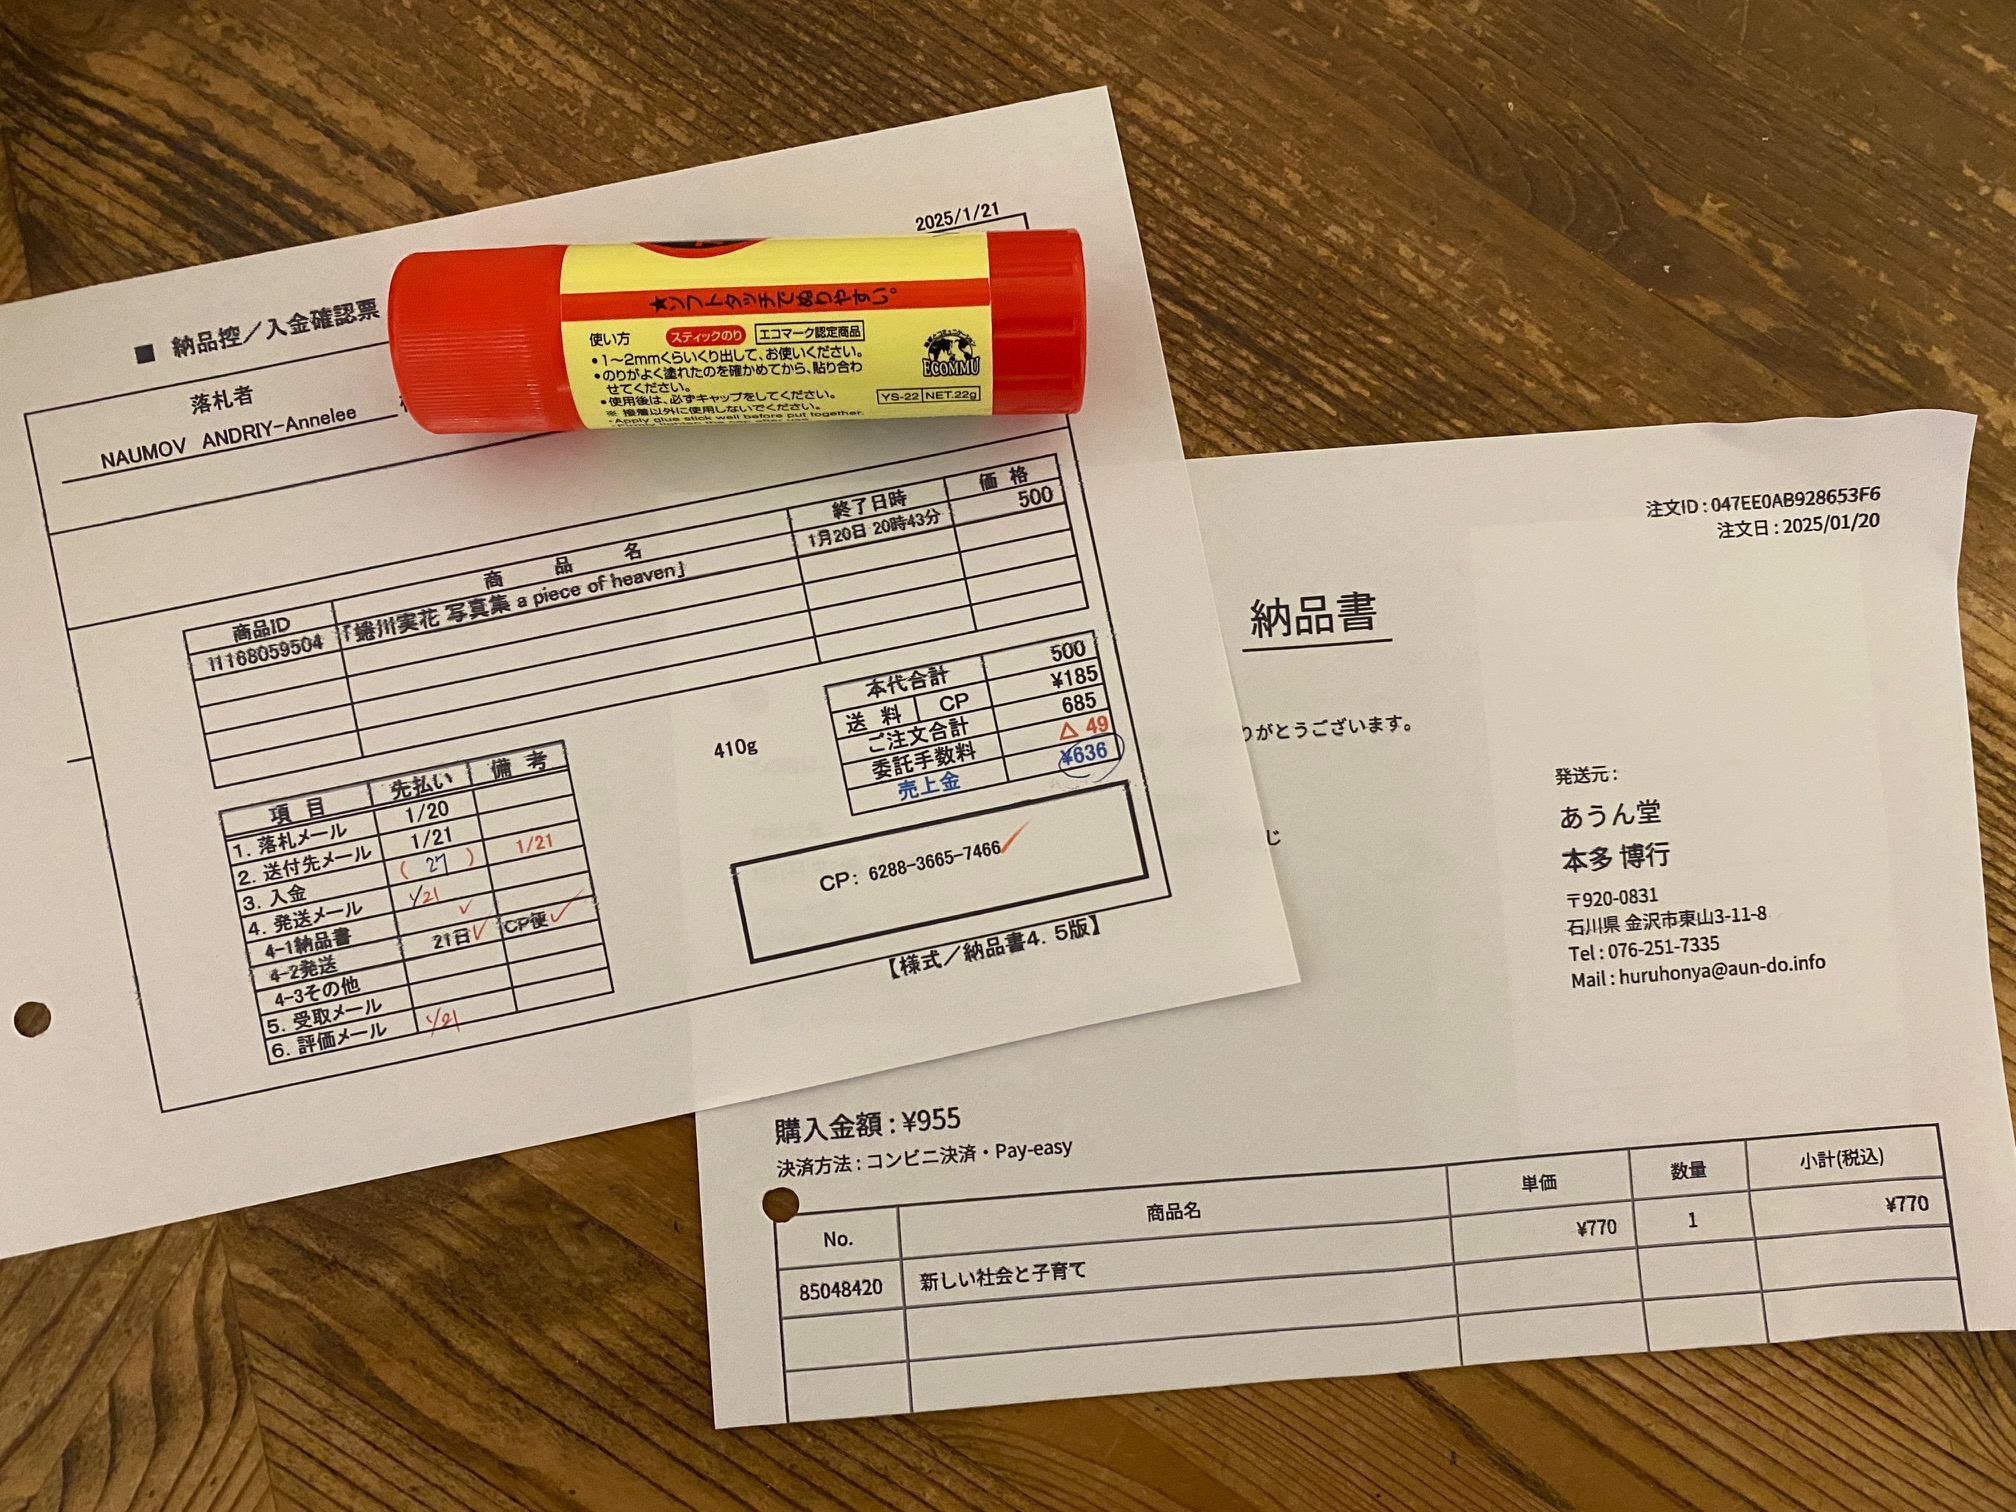 2025/1/21
■ 納品控／入金確認票
落札者
NAUMOV ANDRIY-Annelee
商品ID 商品名 終了日時 価格
1168059504 「蜷川実花 写真集 a piece of heaven」 1月20日 20時43分 500
410g
本代合計 500
送料 CP ¥185
ご注文合計 685
委託手数料 △ 49
売上金 ¥636
項目 先払い 備考
1. 落札メール 1/20
2. 送付先メール 1/21
3. 入金 ( 27 ) 1/21
4. 発送メール 1/21
4-1納品書 ✓
4-2発送 21日✓ CP便✓
4-3その他
5. 受取メール
6. 評価メール 1/21
CP: 6288-3665-7466✓
【様式／納品書4. 5版】
★ソフトタッチでぬりやすい。
使い方 スティックのり エコマーク認定商品
•1～2mmくらいくり出して、お使いください。
•のりがよく塗れたのを確かめてから、貼り合わ
せてください。
•使用後は、必ずキャップをしてください。
※ 接着以外に使用しないでください。
•Apply glue stick well before put together.
ECOMMU
YS-22 NET.22g
注文ID : 047EE0AB928653F6
注文日 : 2025/01/20
納品書
りがとうございます。
じ
発送元 :
あうん堂
本多 博行
〒920-0831
石川県 金沢市東山3-11-8
Tel : 076-251-7335
Mail : huruhonya@aun-do.info
購入金額 : ¥955
決済方法 : コンビニ決済・Pay-easy
No. 商品名 単価 数量 小計(税込)
85048420 新しい社会と子育て ¥770 1 ¥770